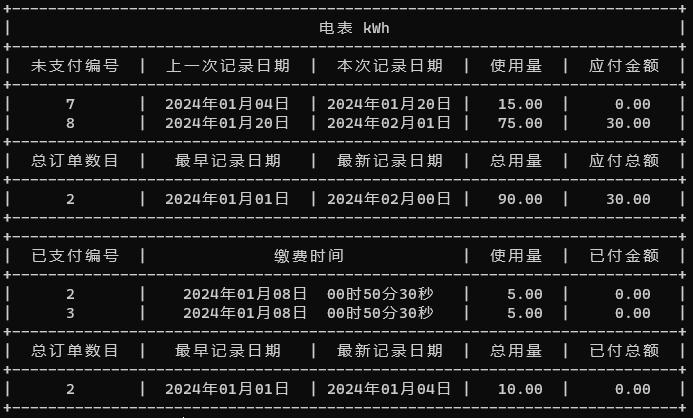 电表 kWh
未支付编号 | 上一次记录日期 | 本次记录日期 | 使用量 | 应付金额
7 | 2024年01月04日 | 2024年01月20日 | 15.00 | 0.00
8 | 2024年01月20日 | 2024年02月01日 | 75.00 | 30.00
总订单数目 | 最早记录日期 | 最新记录日期 | 总用量 | 应付总额
2 | 2024年01月01日 | 2024年02月00日 | 90.00 | 30.00
已支付编号 | 缴费时间 | 使用量 | 已付金额
2 | 2024年01月08日 00时50分30秒 | 5.00 | 0.00
3 | 2024年01月08日 00时50分30秒 | 5.00 | 0.00
总订单数目 | 最早记录日期 | 最新记录日期 | 总用量 | 已付总额
2 | 2024年01月01日 | 2024年01月04日 | 10.00 | 0.00